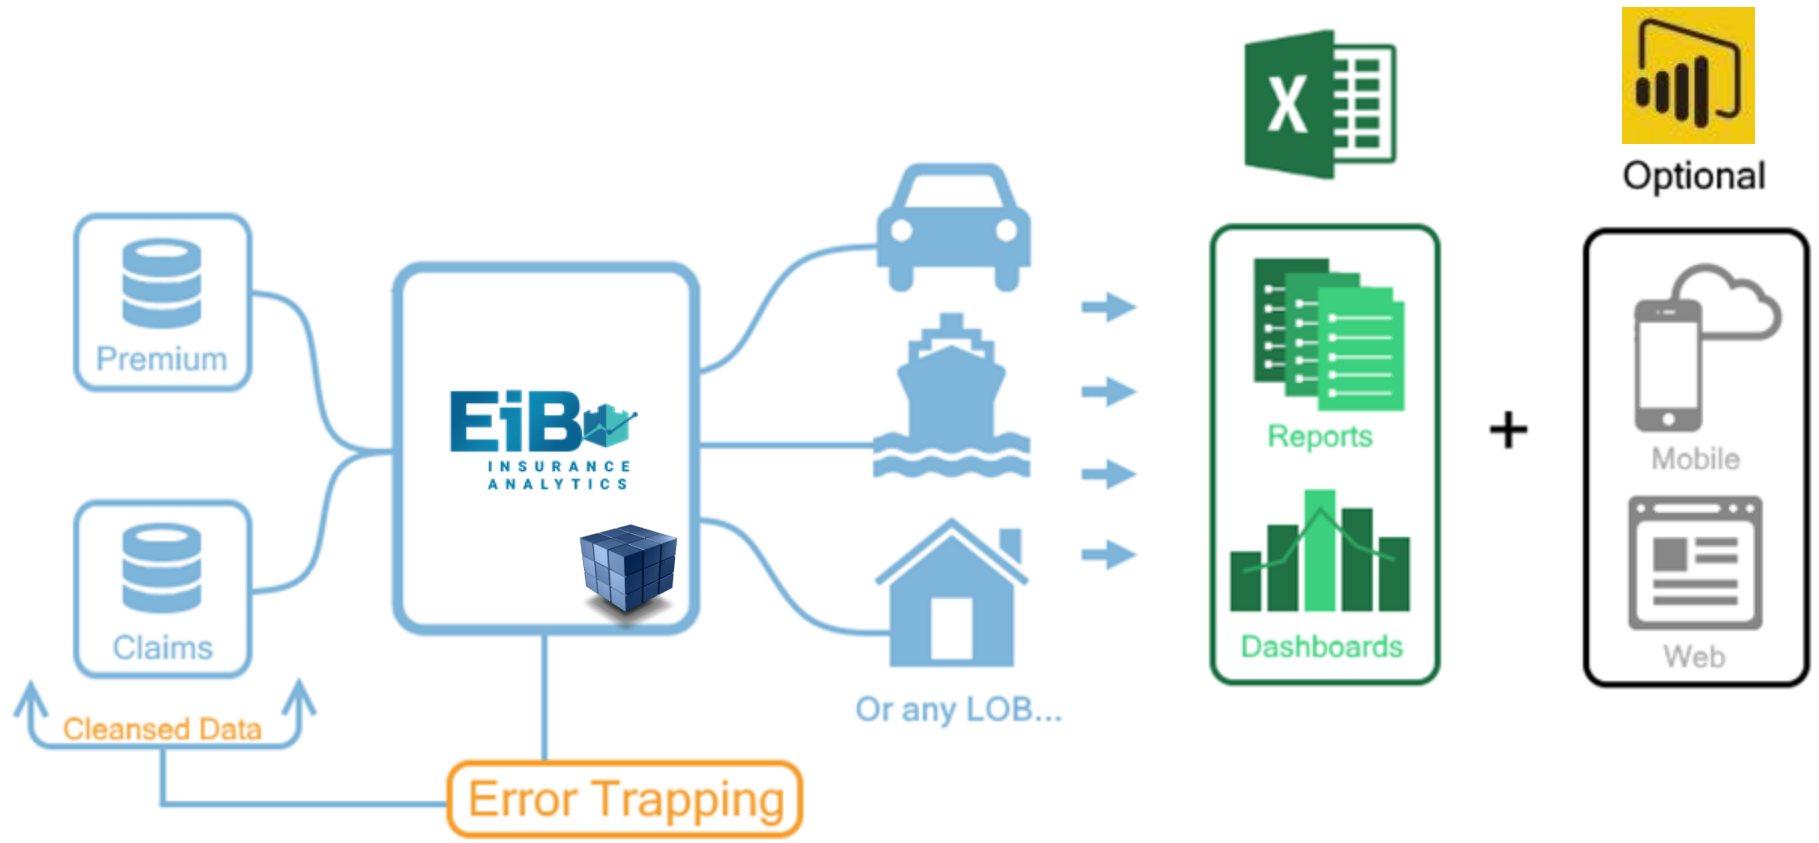 X
Optional
Premium
EiB
INSURANCE
ANALYTICS
Reports
Mobile
Claims
Dashboards
Web
Cleansed Data
Or any LOB...
Error Trapping
+